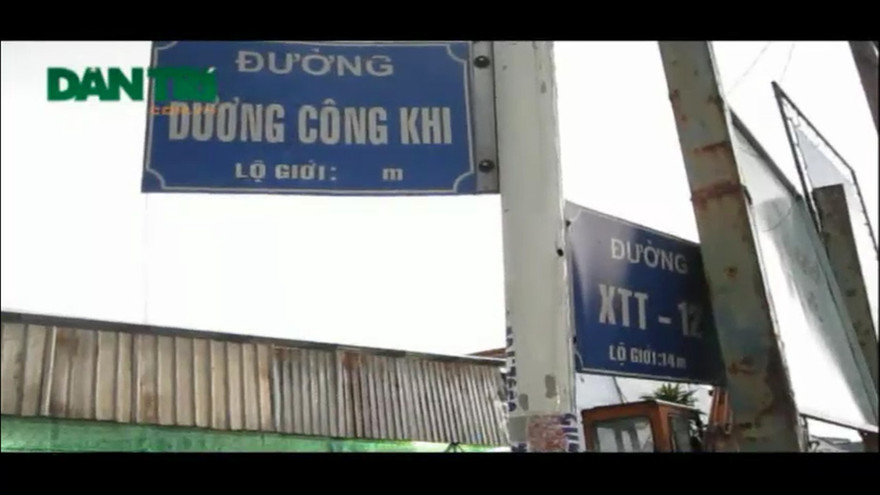 DÂN TRÍ
ĐƯỜNG
DƯƠNG CÔNG KHI
LỘ GIỚI: m
ĐƯỜNG
XTT - 12
LỘ GIỚI:14m